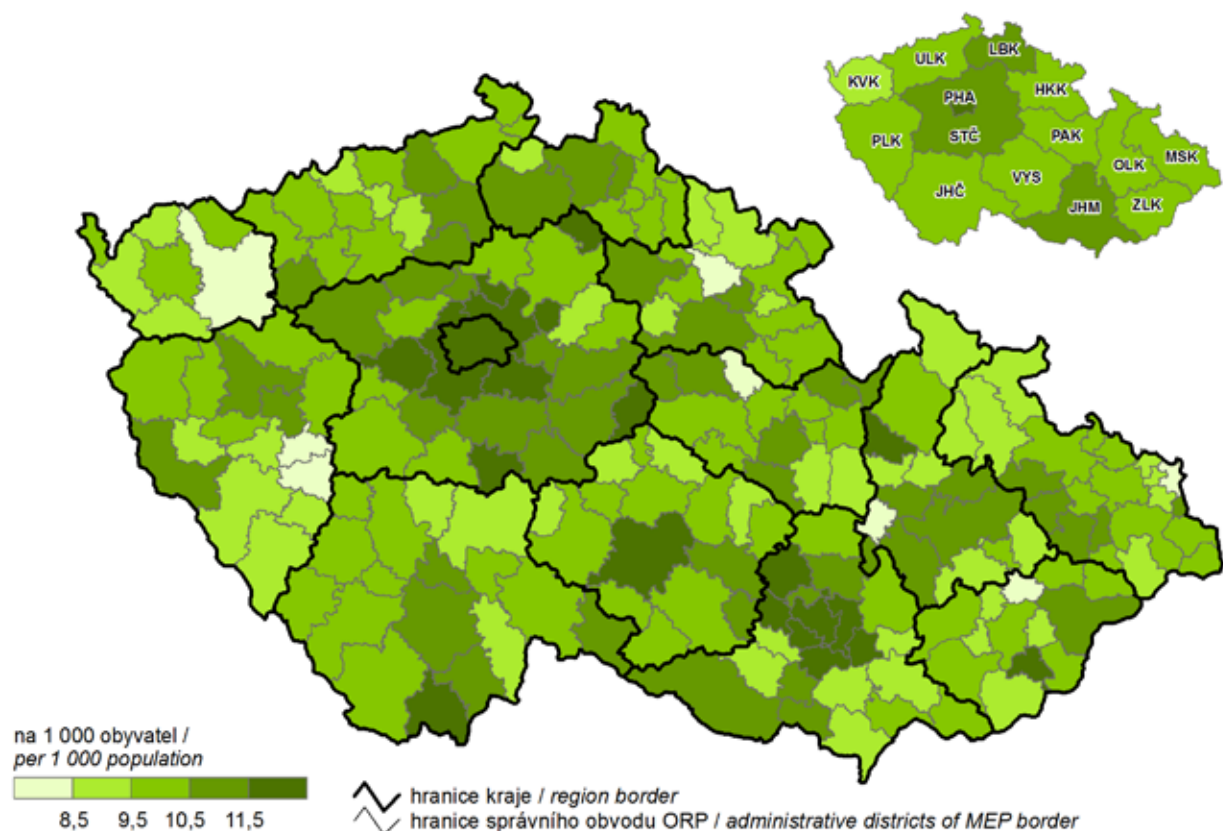 LBK
ULK
KVK
HKK
PHA
STČ
PAK
PLK
MSK
OLK
VYS
JHČ
JHM
ZLK
na 1 000 obyvatel /
per 1 000 population
8,5 9,5 10,5 11,5
hranice kraje / region border
hranice správního obvodu ORP / administrative districts of MEP border